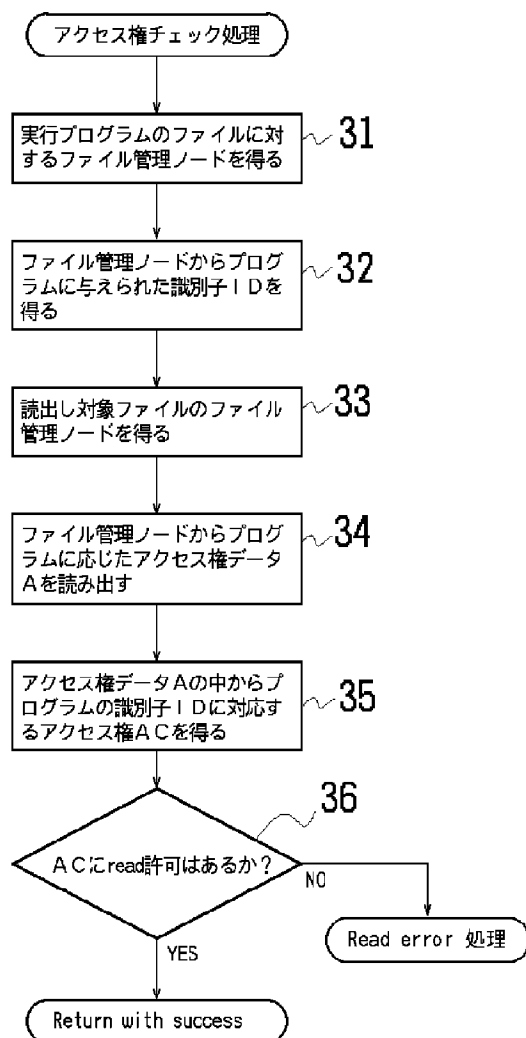 アクセス権チェック処理
実行プログラムのファイルに対
するファイル管理ノードを得る
31
ファイル管理ノードからプログ
ラムに与えられた識別子ＩＤを
得る
32
読出し対象ファイルのファイル
管理ノードを得る
33
ファイル管理ノードからプログ
ラムに応じたアクセス権データ
Ａを読み出す
34
アクセス権データＡの中からプ
ログラムの識別子ＩＤに対応す
るアクセス権ＡＣを得る
35
36
ＡＣにread許可はあるか？
NO
Read error 処理
YES
Return with success